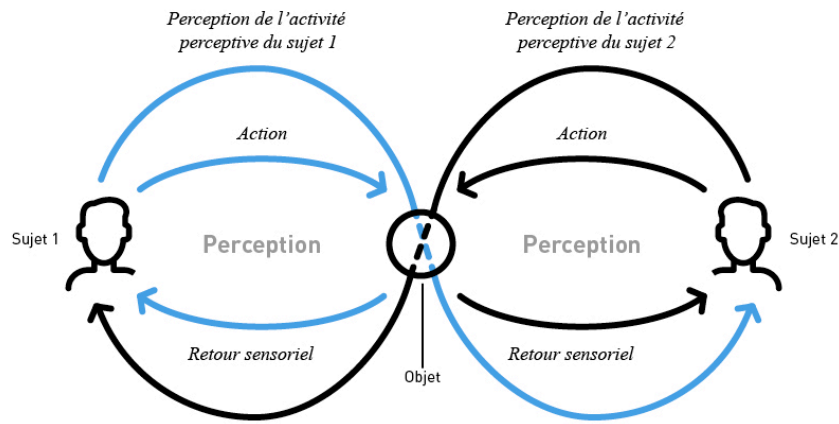 Perception de l’activité
perceptive du sujet 1
Perception de l’activité
perceptive du sujet 2
Action
Action
Sujet 1
Perception
Perception
Sujet 2
Retour sensoriel
Retour sensoriel
Objet